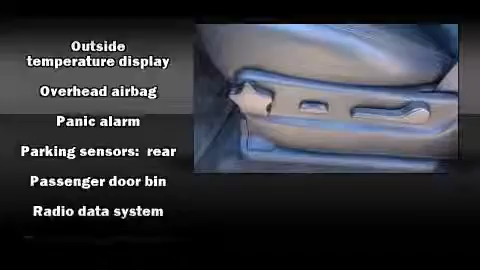 Outside
temperature display
Overhead airbag
Panic alarm
Parking sensors: rear
Passenger door bin
Radio data system